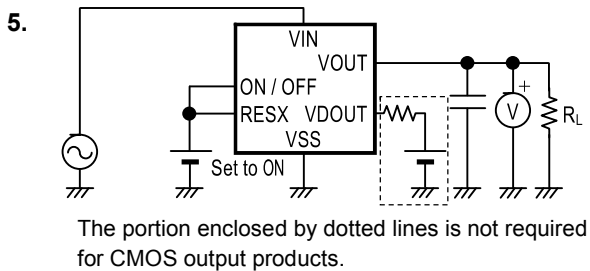 5.
VIN
VOUT
ON / OFF
RESX VDOUT
VSS
Set to ON
+
V
RL
The portion enclosed by dotted lines is not required
for CMOS output products.